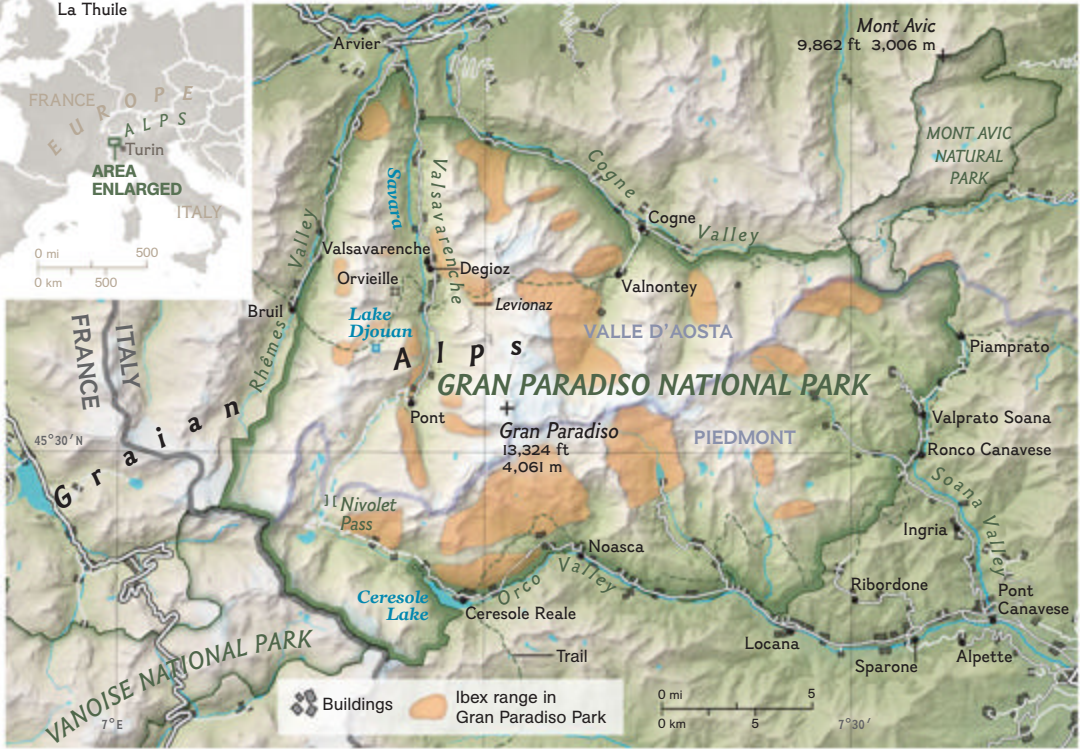 La Thuile
FRANCE
EUROPE
ALPS
Turin
AREA
ENLARGED
ITALY
0 mi 500
0 km 500
Arvier
Mont Avic
9,862 ft 3,006 m
MONT AVIC
NATURAL
PARK
Savara
Valsavarenche
Cogne Valley
Cogne
Rhêmes Valley
Valsavarenche
Degioz
Orvieille
Levionaz
Valnontey
Bruil
Lake
Djouan
VALLE D'AOSTA
Piamprato
FRANCE
ITALY
Graian Alps
GRAN PARADISO NATIONAL PARK
Pont
Valprato Soana
Gran Paradiso
13,324 ft
4,061 m
PIEDMONT
45°30'N
Ronco Canavese
Soana Valley
Nivolet
Pass
Ingria
Noasca
Orco Valley
Ribordone
Pont
Canavese
Ceresole
Lake
Ceresole Reale
Locana
Sparone
Alpette
Trail
VANOISE NATIONAL PARK
Buildings
Ibex range in
Gran Paradiso Park
0 mi 5
0 km 5
7°E
7°30'